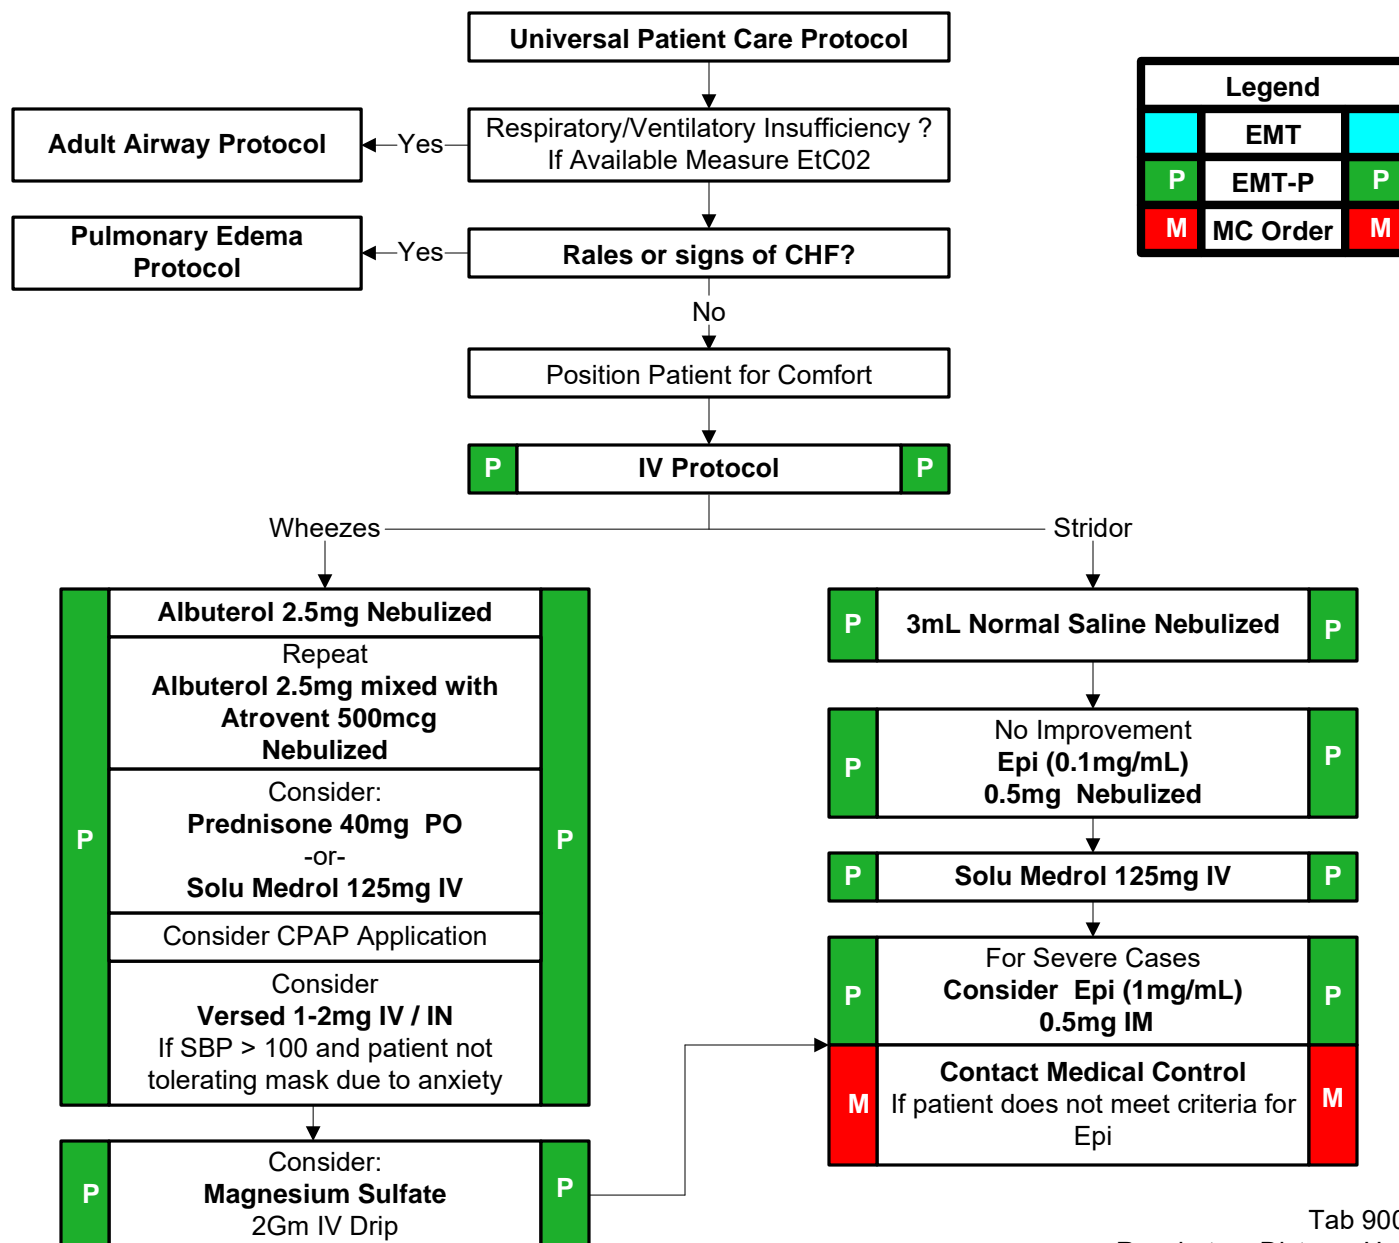 Universal Patient Care Protocol
Legend
EMT
P EMT-P P
M MC Order M
Respiratory/Ventilatory Insufficiency ?
If Available Measure EtC02
Yes
Adult Airway Protocol
Rales or signs of CHF?
Yes
Pulmonary Edema
Protocol
No
Position Patient for Comfort
P IV Protocol P
Wheezes
Stridor
Albuterol 2.5mg Nebulized
Repeat
Albuterol 2.5mg mixed with
Atrovent 500mcg
Nebulized
Consider:
P Prednisone 40mg PO P
-or-
Solu Medrol 125mg IV
Consider CPAP Application
Consider
Versed 1-2mg IV / IN
If SBP > 100 and patient not
tolerating mask due to anxiety
Consider:
P Magnesium Sulfate P
2Gm IV Drip
P 3mL Normal Saline Nebulized P
No Improvement
P Epi (0.1mg/mL) P
0.5mg Nebulized
P Solu Medrol 125mg IV P
For Severe Cases
P Consider Epi (1mg/mL) P
0.5mg IM
Contact Medical Control
M If patient does not meet criteria for M
Epi
Tab 900